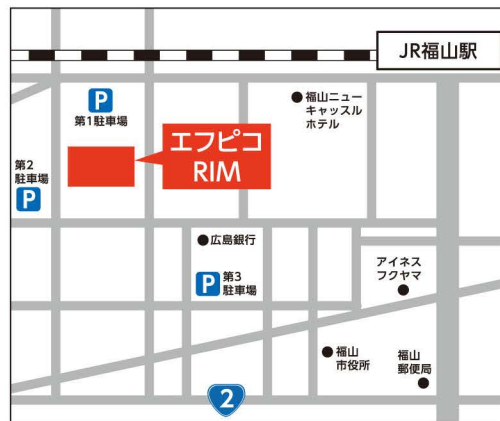 JR福山駅
P
第1駐車場
福山ニュー
キャッスル
ホテル
エフピコ
RIM
第2
駐車場
P
広島銀行
P
第3
駐車場
アイネス
フクヤマ
福山
市役所
福山
郵便局
2